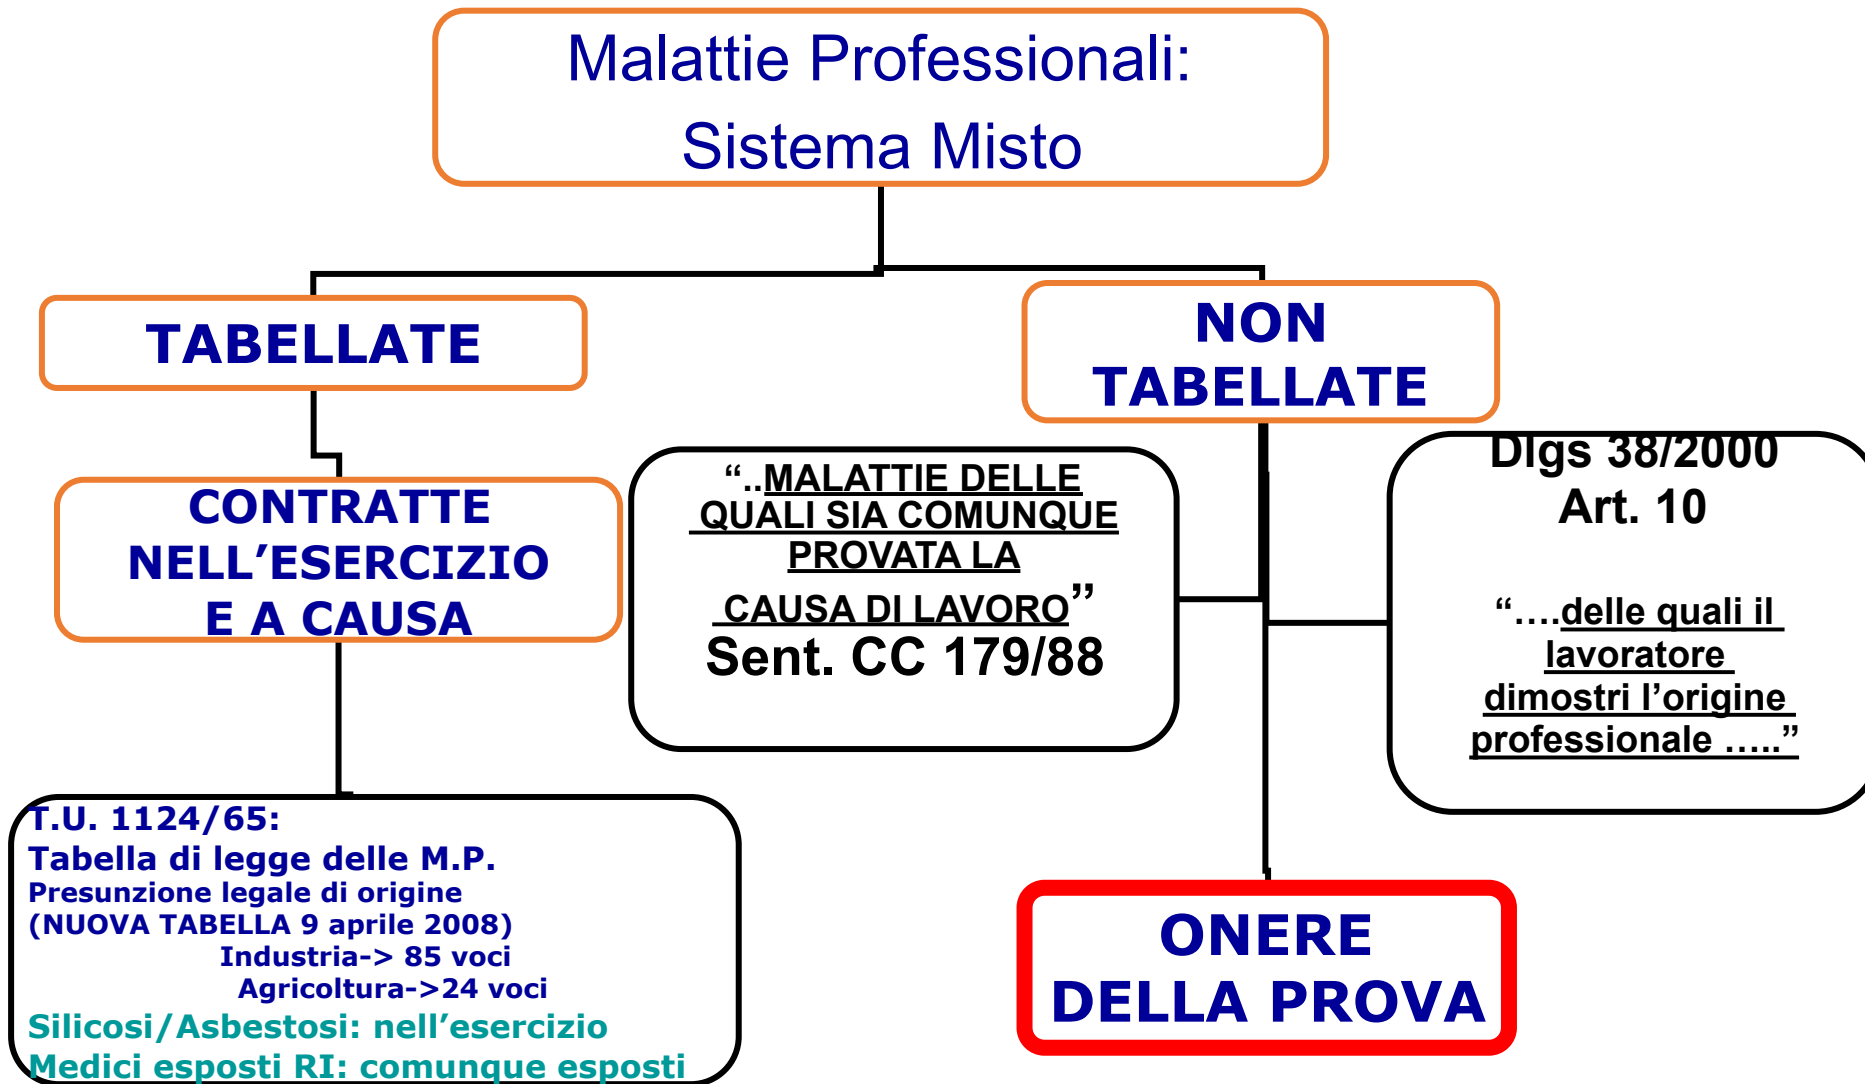 Malattie Professionali:
Sistema Misto
TABELLATE
NON
TABELLATE
CONTRATTE
NELL’ESERCIZIO
E A CAUSA
“..MALATTIE DELLE
QUALI SIA COMUNQUE
PROVATA LA
CAUSA DI LAVORO”
Sent. CC 179/88
Dlgs 38/2000
Art. 10
“….delle quali il
lavoratore
dimostri l’origine
professionale …..”
T.U. 1124/65:
Tabella di legge delle M.P.
Presunzione legale di origine
(NUOVA TABELLA 9 aprile 2008)
Industria-> 85 voci
Agricoltura->24 voci
Silicosi/Asbestosi: nell’esercizio
Medici esposti RI: comunque esposti
ONERE
DELLA PROVA